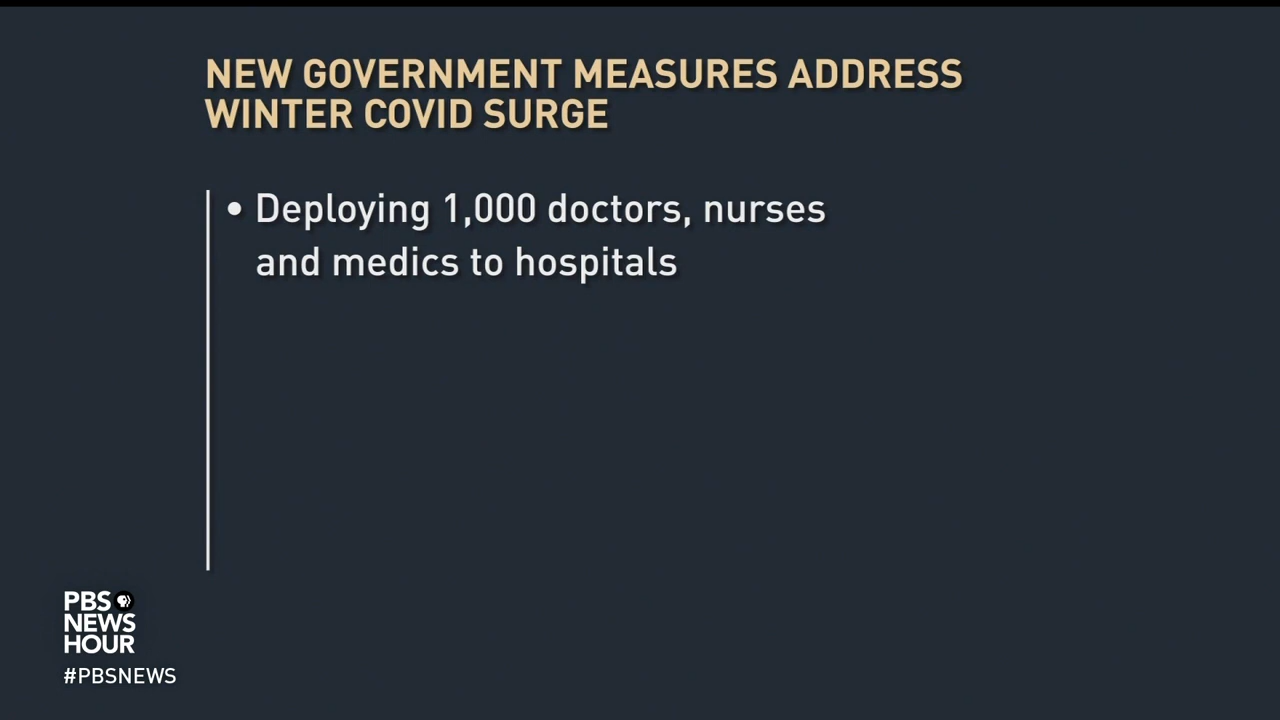 NEW GOVERNMENT MEASURES ADDRESS
WINTER COVID SURGE
• Deploying 1,000 doctors, nurses
and medics to hospitals
PBS
NEWS
HOUR
#PBSNEWS